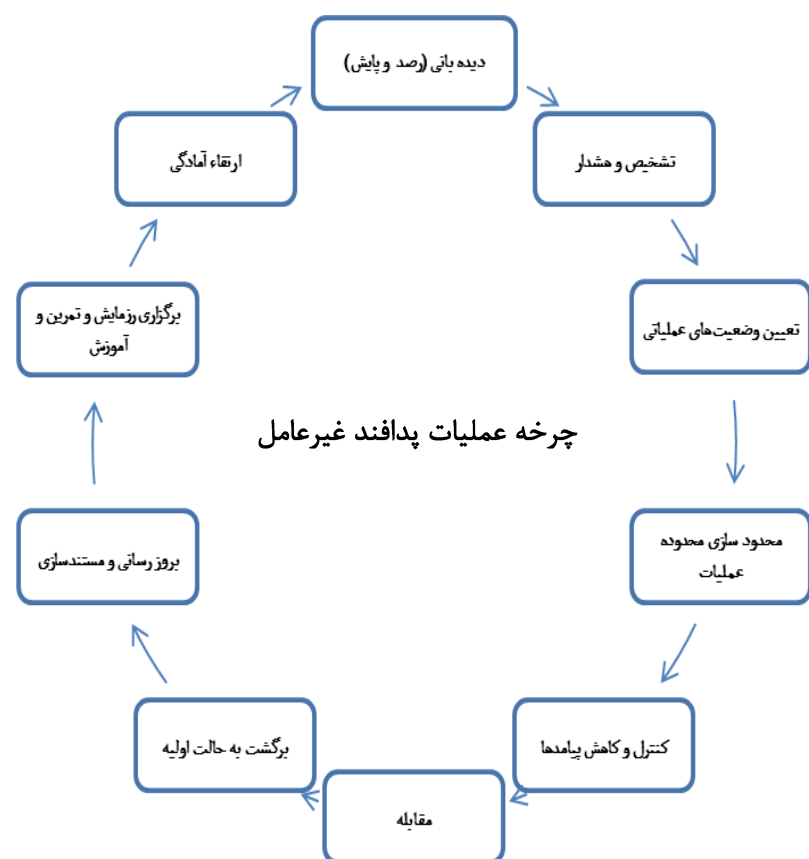 دیده بانی (رصد و پایش)
تشخیص و هشدار
تعیین وضعیت‌های عملیاتی
محدود سازی محدوده
عملیات
کنترل و کاهش پیامدها
مقابله
برگشت به حالت اولیه
بروز رسانی و مستندسازی
برگزاری رزمایش و تمرین و
آموزش
ارتقاء آمادگی
چرخه عملیات پدافند غیرعامل